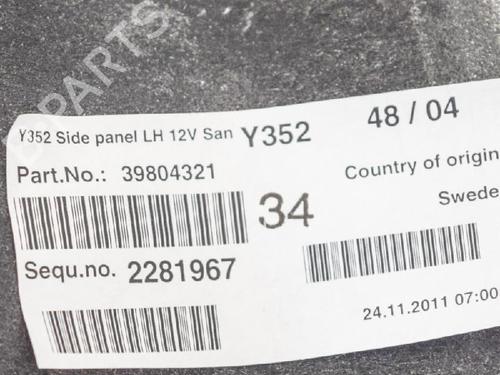 B-PARTS
Y352 Side panel LH 12V San Y352
48 / 04
Part.No.: 39804321
34
Country of origin
Swede
Sequ.no. 2281967
24.11.2011 07:00